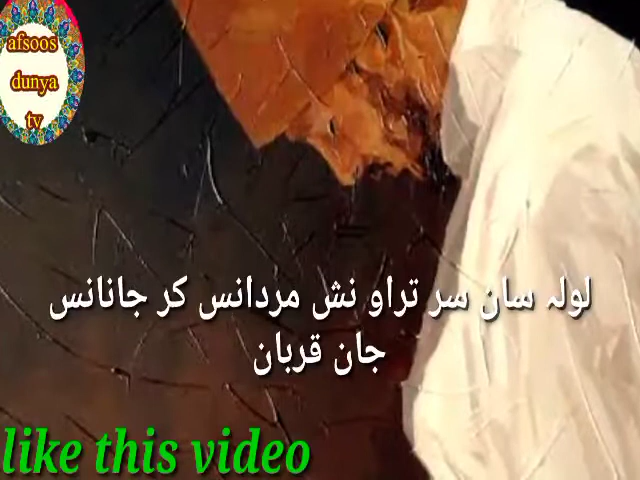 afsoos
dunya
tv
لولہ سان سر تراو نش مردانس کر جانانس
جان قربان
like this video